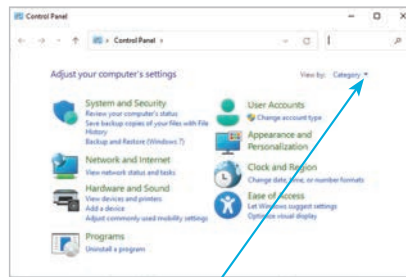 Control Panel
Control Panel
Adjust your computer's settings
View by: Category
System and Security
Review your computer's status
Save backup copies of your files with File
History
Backup and Restore (Windows 7)
Network and Internet
View network status and tasks
Hardware and Sound
View devices and printers
Add a device
Adjust commonly used mobility settings
Programs
Uninstall a program
User Accounts
Change account type
Appearance and
Personalization
Clock and Region
Change date, time, or number formats
Ease of Access
Let Windows suggest settings
Optimize visual display